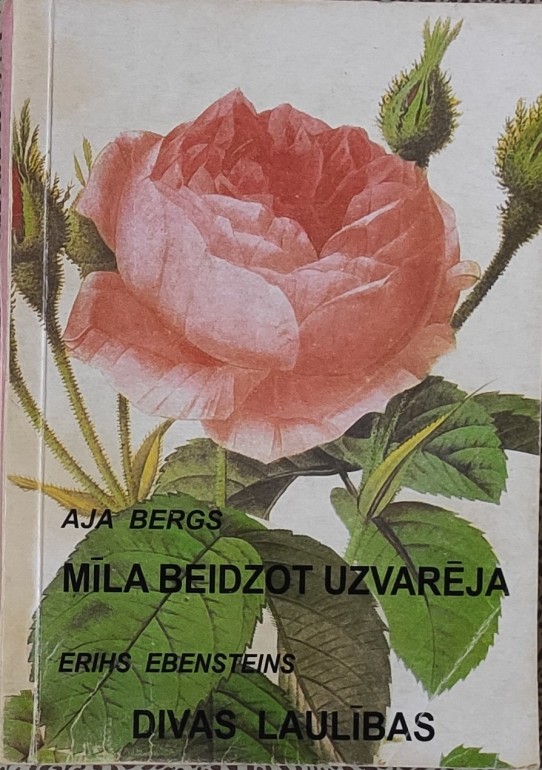 AJA BERGS
MĪLA BEIDZOT UZVARĒJA
ERIHS EBENSTEINS
DIVAS LAULĪBAS